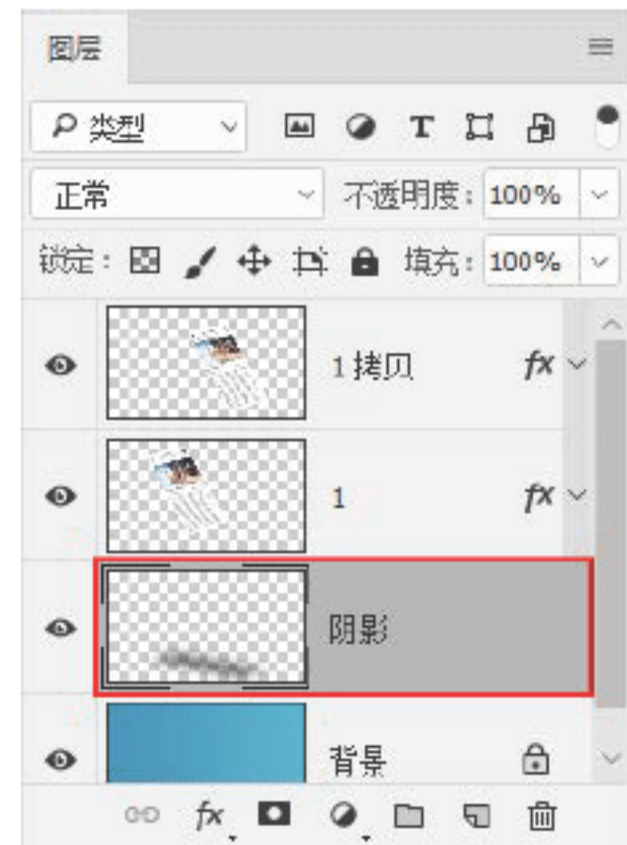 图层
类型 T
正常 不透明度: 100%
锁定: 填充: 100%
1 拷贝 fx
1 fx
阴影
背景
fx